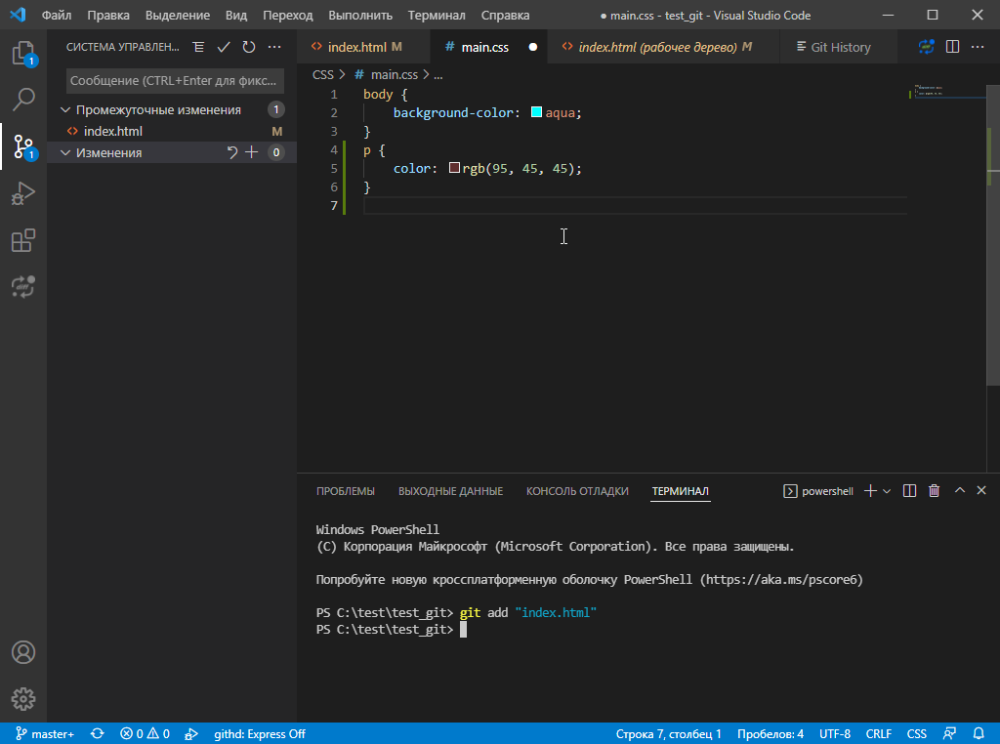 Файл Правка Выделение Вид Переход Выполнить Терминал Справка ● main.css - test_git - Visual Studio Code
СИСТЕМА УПРАВЛЕН...
index.html M # main.css ● index.html (рабочее дерево) M Git History
Сообщение (CTRL+Enter для фикс...
Промежуточные изменения 1
index.html M
Изменения 0
1
1
CSS > # main.css > ...
1 body {
2 background-color: aqua;
3 }
4 p {
5 color: rgb(95, 45, 45);
6 }
7
ПРОБЛЕМЫ ВЫХОДНЫЕ ДАННЫЕ КОНСОЛЬ ОТЛАДКИ ТЕРМИНАЛ powershell
Windows PowerShell
(C) Корпорация Майкрософт (Microsoft Corporation). Все права защищены.
Попробуйте новую кроссплатформенную оболочку PowerShell (https://aka.ms/pscore6)
PS C:\test\test_git> git add "index.html"
PS C:\test\test_git>
master+ 0 0 githd: Express Off Строка 7, столбец 1 Пробелов: 4 UTF-8 CRLF CSS